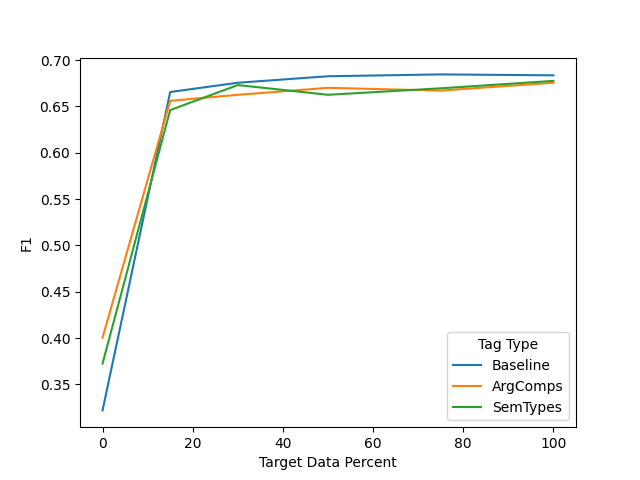 0.70
0.65
0.60
0.55
0.50
0.45
0.40
0.35
F1
0 20 40 60 80 100
Target Data Percent
Tag Type
Baseline
ArgComps
SemTypes